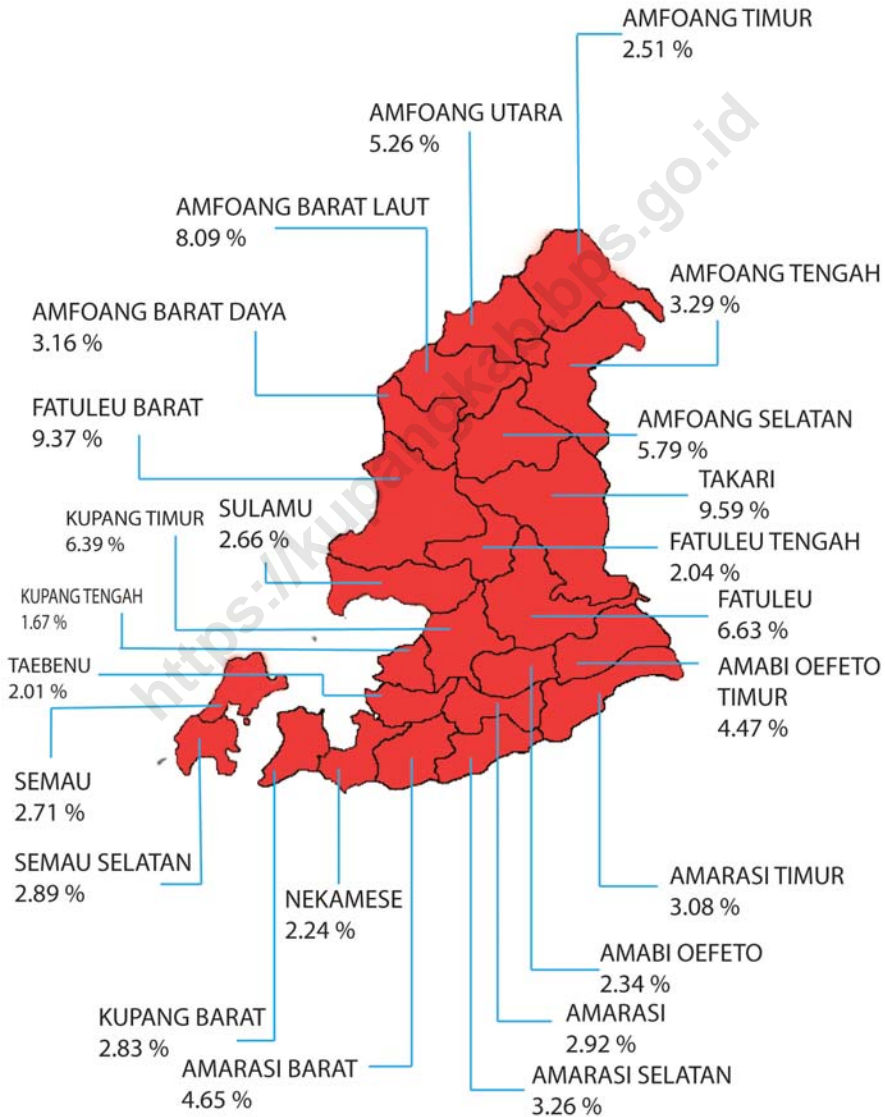 AMFOANG TIMUR
2.51 %
AMFOANG UTARA
5.26 %
AMFOANG BARAT LAUT
8.09 %
AMFOANG TENGAH
3.29 %
AMFOANG BARAT DAYA
3.16 %
FATULEU BARAT
9.37 %
AMFOANG SELATAN
5.79 %
TAKARI
9.59 %
SULAMU
2.66 %
KUPANG TIMUR
6.39 %
FATULEU TENGAH
2.04 %
KUPANG TENGAH
1.67 %
FATULEU
6.63 %
TAEBENU
2.01 %
AMABI OEFETO
TIMUR
4.47 %
SEMAU
2.71 %
SEMAU SELATAN
2.89 %
NEKAMESE
2.24 %
AMARASI TIMUR
3.08 %
AMABI OEFETO
2.34 %
KUPANG BARAT
2.83 %
AMARASI
2.92 %
AMARASI BARAT
4.65 %
AMARASI SELATAN
3.26 %
https://kupangkab.bps.go.id